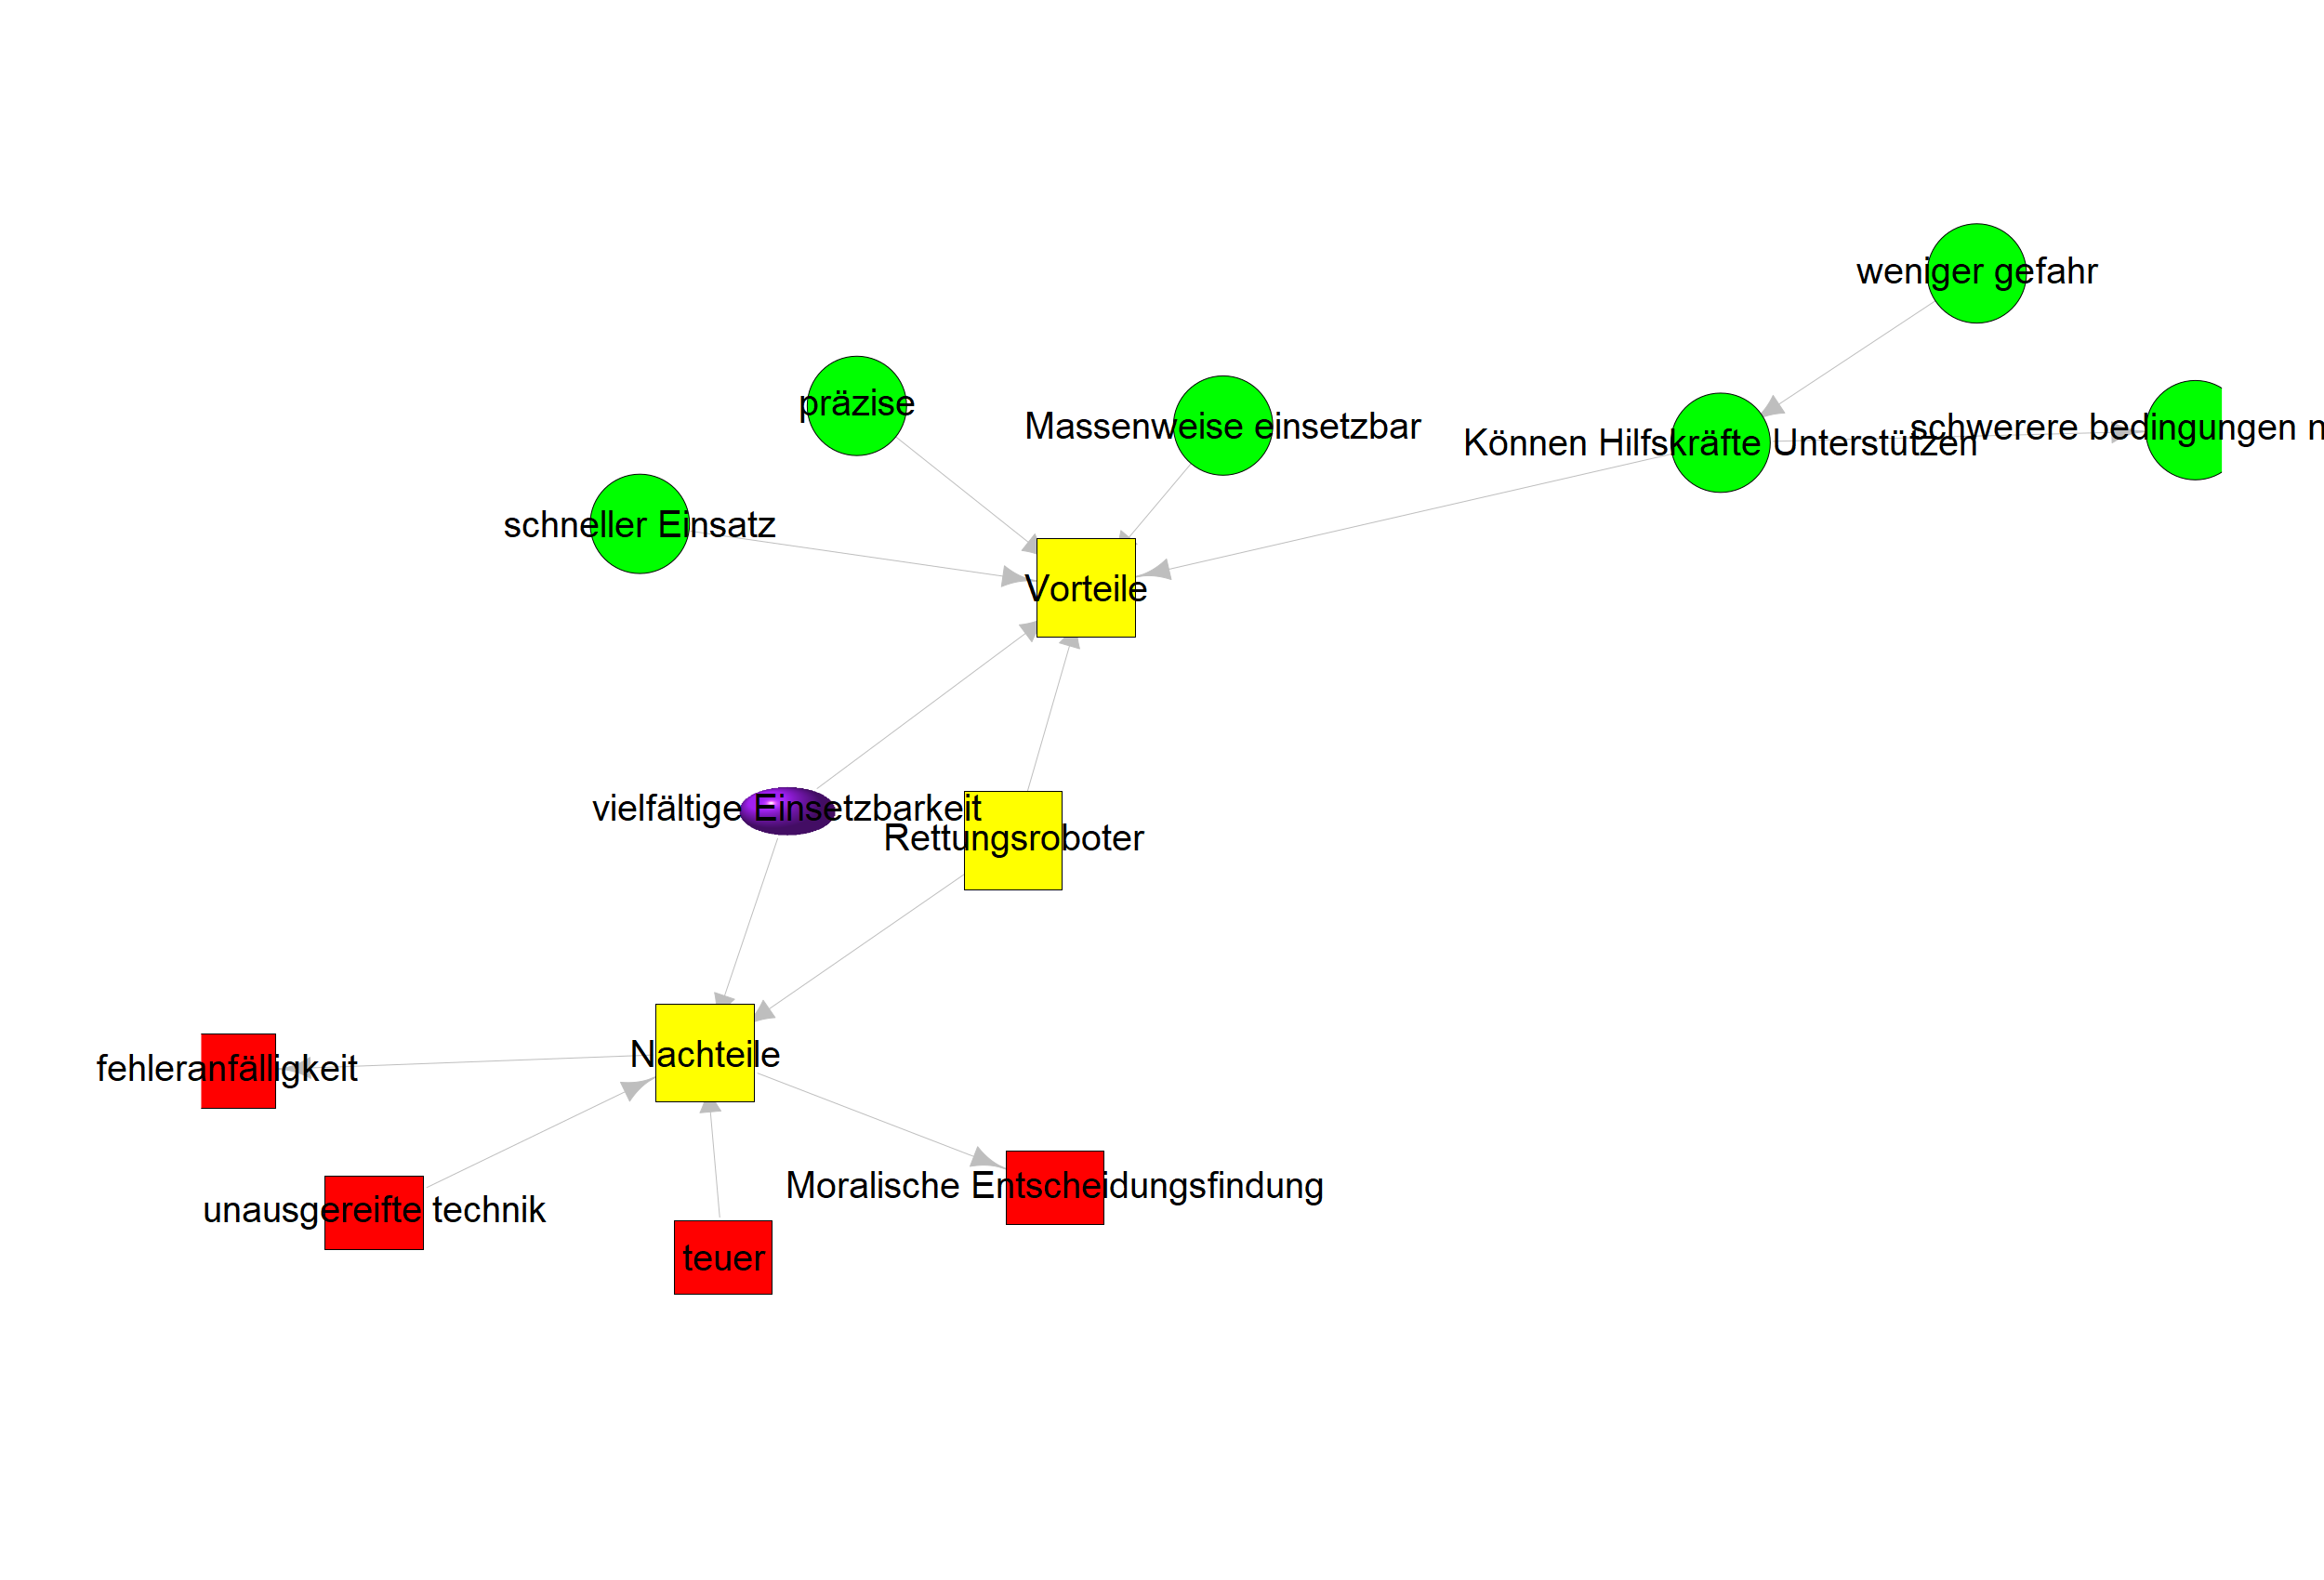 weniger gefahr
präzise
Massenweise einsetzbar
Können Hilfskräfte Unterstützen
schwerere bedingungen
schneller Einsatz
Vorteile
vielfältige Einsetzbarkeit
Rettungsroboter
Nachteile
fehleranfälligkeit
unausgereifte technik
Moralische Entscheidungsfindung
teuer